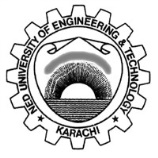 NED UNIVERSITY OF ENGINEERING & TECHNOLOGY
KARACHI